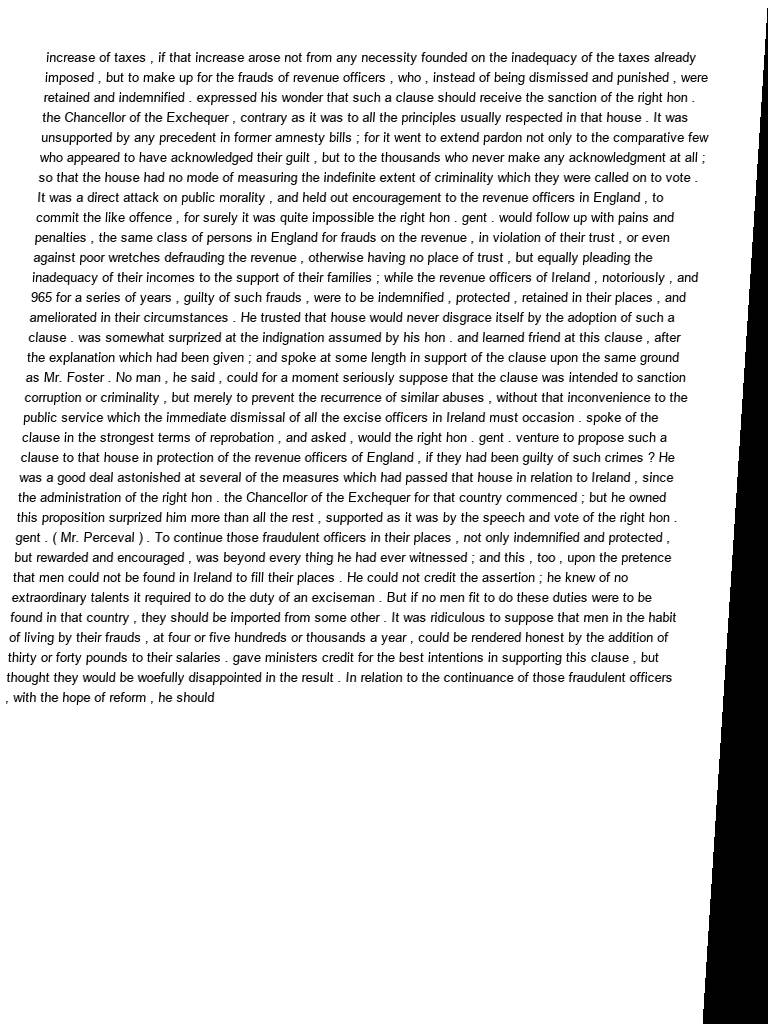 increase of taxes , if that increase arose not from any necessity founded on the inadequacy of the taxes already
imposed , but to make up for the frauds of revenue officers , who , instead of being dismissed and punished , were
retained and indemnified . expressed his wonder that such a clause should receive the sanction of the right hon .
the Chancellor of the Exchequer , contrary as it was to all the principles usually respected in that house . It was
unsupported by any precedent in former amnesty bills ; for it went to extend pardon not only to the comparative few
who appeared to have acknowledged their guilt , but to the thousands who never make any acknowledgment at all ;
so that the house had no mode of measuring the indefinite extent of criminality which they were called on to vote .
It was a direct attack on public morality , and held out encouragement to the revenue officers in England , to
commit the like offence , for surely it was quite impossible the right hon . gent . would follow up with pains and
penalties , the same class of persons in England for frauds on the revenue , in violation of their trust , or even
against poor wretches defrauding the revenue , otherwise having no place of trust , but equally pleading the
inadequacy of their incomes to the support of their families ; while the revenue officers of Ireland , notoriously , and
965 for a series of years , guilty of such frauds , were to be indemnified , protected , retained in their places , and
ameliorated in their circumstances . He trusted that house would never disgrace itself by the adoption of such a
clause . was somewhat surprized at the indignation assumed by his hon . and learned friend at this clause , after
the explanation which had been given ; and spoke at some length in support of the clause upon the same ground
as Mr. Foster . No man , he said , could for a moment seriously suppose that the clause was intended to sanction
corruption or criminality , but merely to prevent the recurrence of similar abuses , without that inconvenience to the
public service which the immediate dismissal of all the excise officers in Ireland must occasion . spoke of the
clause in the strongest terms of reprobation , and asked , would the right hon . gent . venture to propose such a
clause to that house in protection of the revenue officers of England , if they had been guilty of such crimes ? He
was a good deal astonished at several of the measures which had passed that house in relation to Ireland , since
the administration of the right hon . the Chancellor of the Exchequer for that country commenced ; but he owned
this proposition surprized him more than all the rest , supported as it was by the speech and vote of the right hon .
gent . ( Mr. Perceval ) . To continue those fraudulent officers in their places , not only indemnified and protected ,
but rewarded and encouraged , was beyond every thing he had ever witnessed ; and this , too , upon the pretence
that men could not be found in Ireland to fill their places . He could not credit the assertion ; he knew of no
extraordinary talents it required to do the duty of an exciseman . But if no men fit to do these duties were to be
found in that country , they should be imported from some other . It was ridiculous to suppose that men in the habit
of living by their frauds , at four or five hundreds or thousands a year , could be rendered honest by the addition of
thirty or forty pounds to their salaries . gave ministers credit for the best intentions in supporting this clause , but
thought they would be woefully disappointed in the result . In relation to the continuance of those fraudulent officers
, with the hope of reform , he should